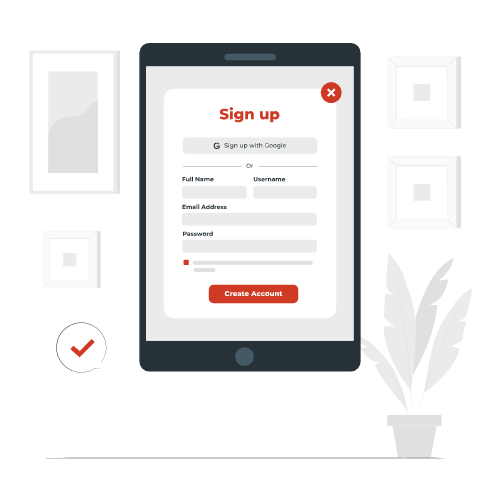 Sign up
G Sign up with Google
Or
Full Name Username
Email Address
Password
Create Account